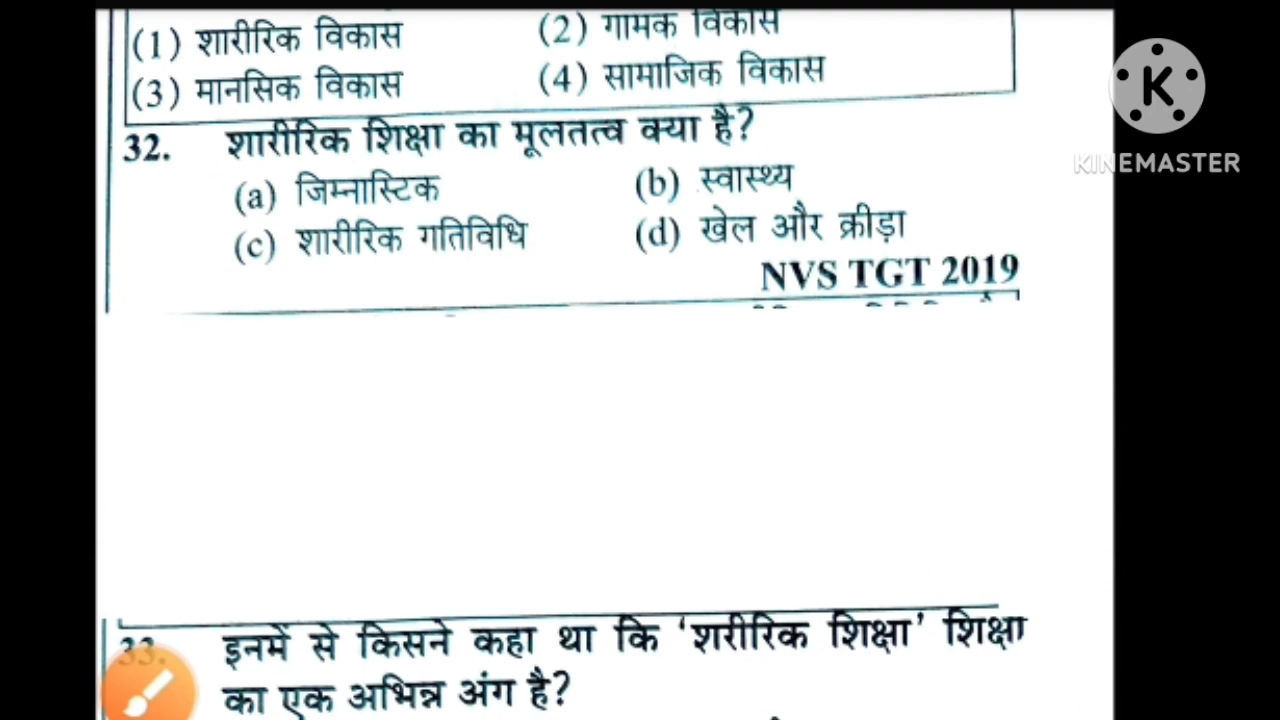 (1) शारीरिक विकास (2) गामक विकास
(3) मानसिक विकास (4) सामाजिक विकास
K
KINEMASTER
32. शारीरिक शिक्षा का मूलतत्व क्या है?
(a) जिम्नास्टिक (b) स्वास्थ्य
(c) शारीरिक गतिविधि (d) खेल और क्रीड़ा
NVS TGT 2019
33. इनमें से किसने कहा था कि 'शरीरिक शिक्षा' शिक्षा
का एक अभिन्न अंग है?